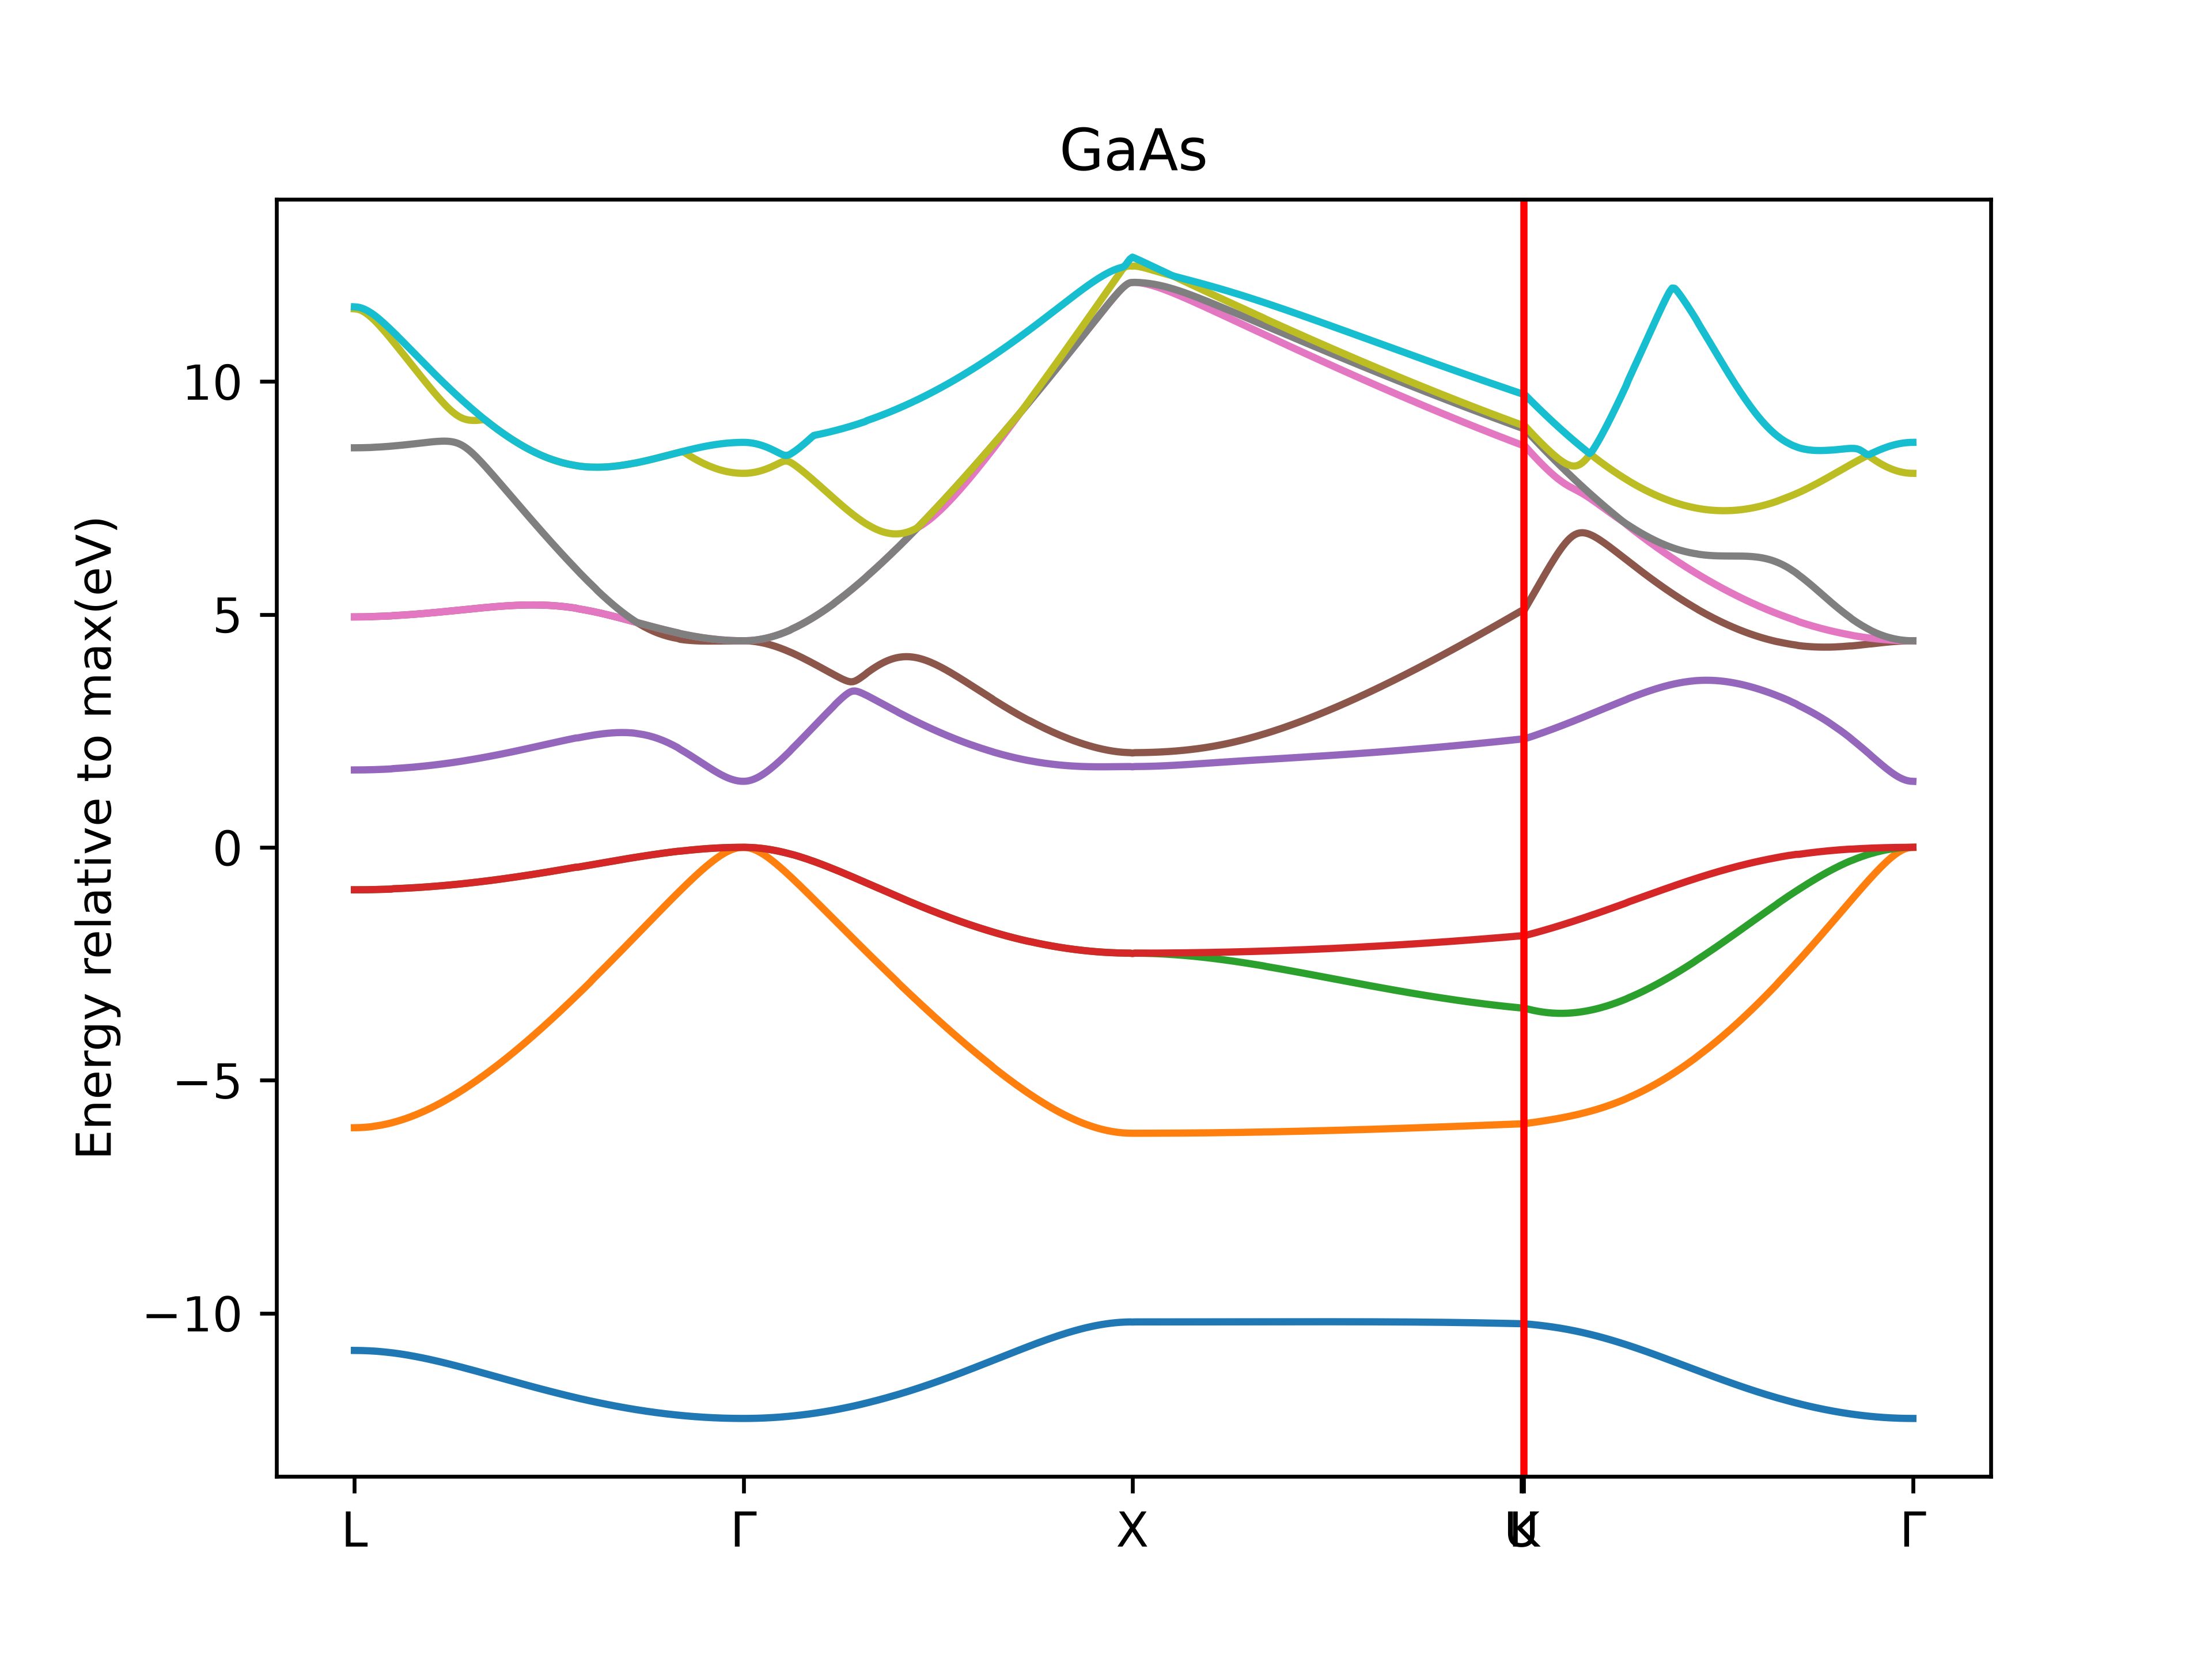 GaAs
Energy relative to max(eV)
10
5
0
−5
−10
L
Γ
X
U
K
Γ